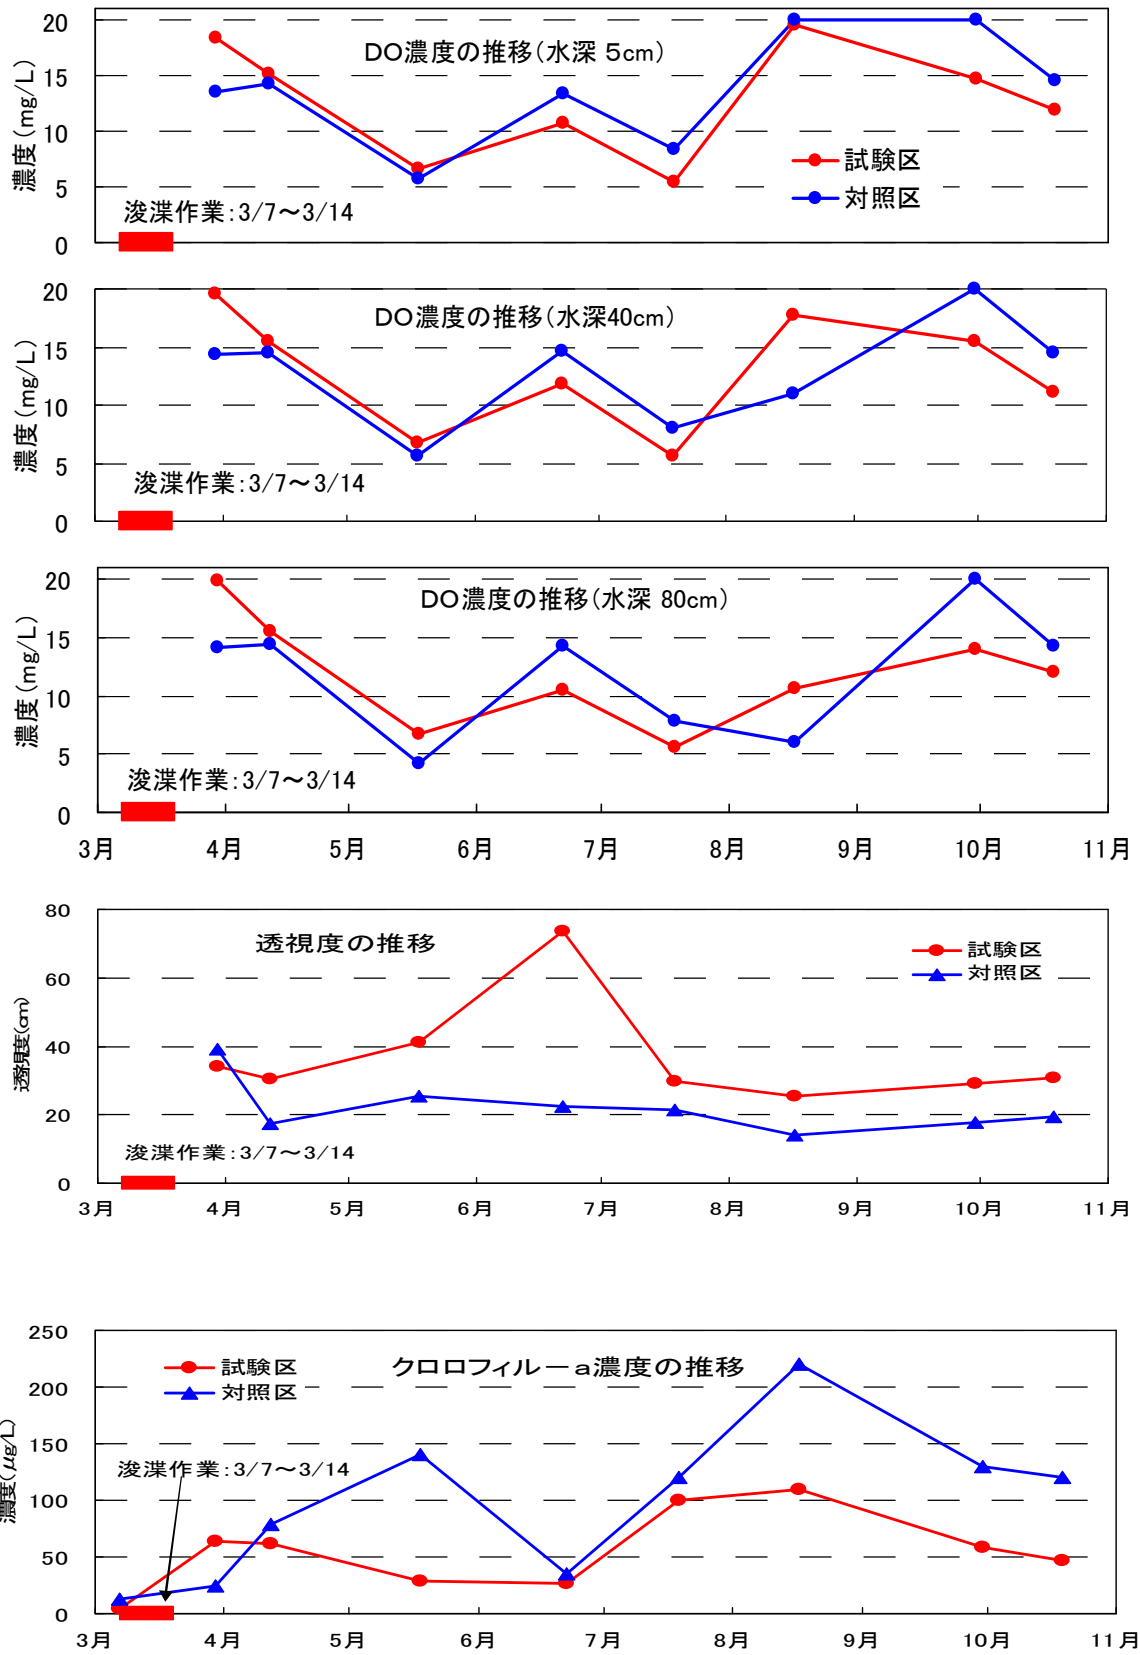 DO濃度の推移(水深 5cm)
濃度(mg/L)
20
15
10
5
0
試験区
対照区
浚渫作業:3/7～3/14
DO濃度の推移(水深40cm)
濃度(mg/L)
20
15
10
5
0
浚渫作業:3/7～3/14
DO濃度の推移(水深 80cm)
濃度(mg/L)
20
15
10
5
0
浚渫作業:3/7～3/14
3月 4月 5月 6月 7月 8月 9月 10月 11月
透視度の推移
透視度(cm)
80
60
40
20
0
試験区
対照区
浚渫作業:3/7～3/14
3月 4月 5月 6月 7月 8月 9月 10月 11月
クロロフィルーa濃度の推移
濃度(μg/L)
250
200
150
100
50
0
試験区
対照区
浚渫作業:3/7～3/14
3月 4月 5月 6月 7月 8月 9月 10月 11月